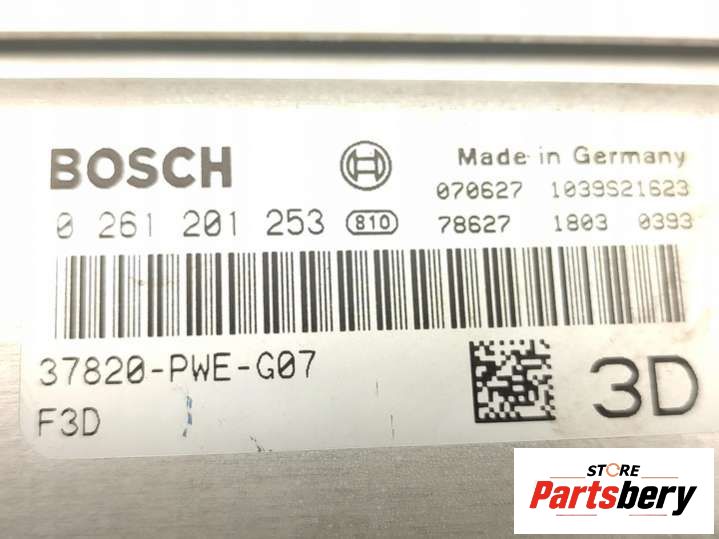 BOSCH
Made in Germany
070627 1039S21623
0 261 201 253 810 78627 1803 0393
37820-PWE-G07
F3D
3D
STORE
Partsbery